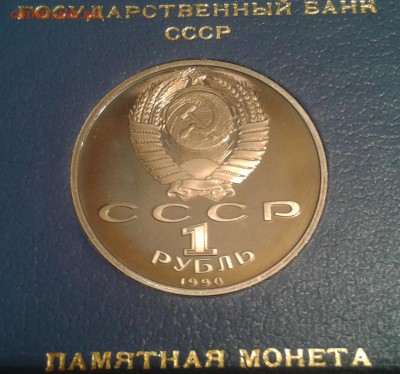 ГОСУДАРСТВЕННЫЙ БАНК
СССР
СССР
1
РУБЛЬ
1990
ПАМЯТНАЯ МОНЕТА